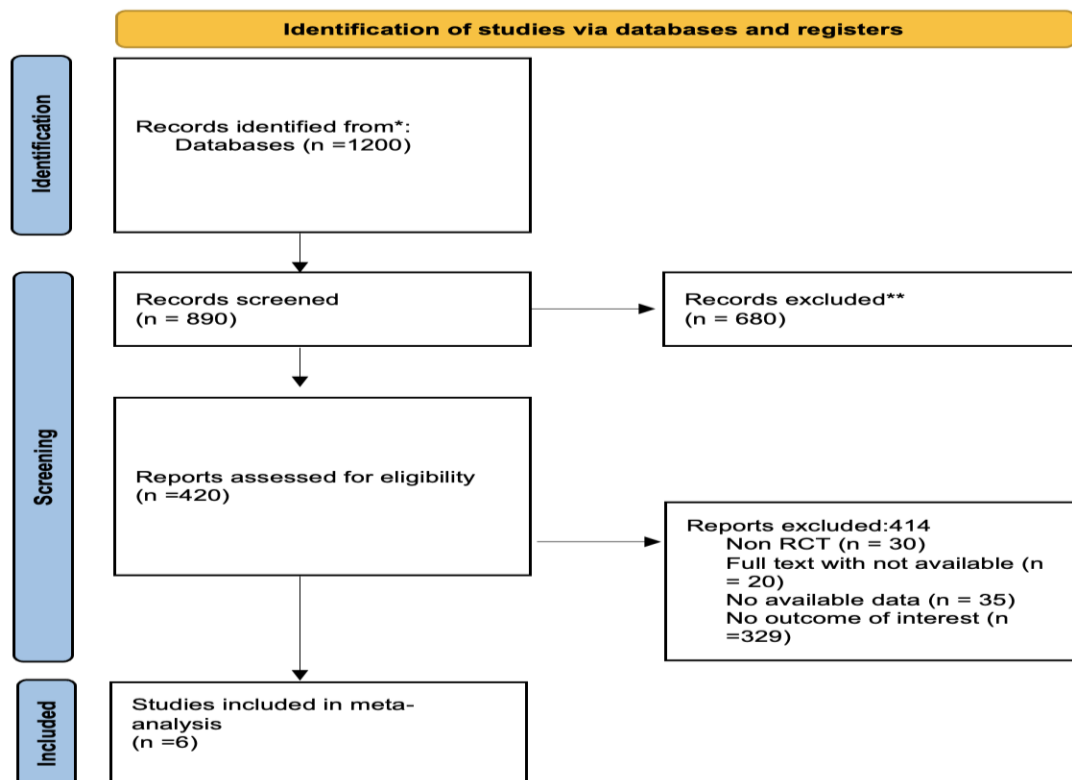 Identification of studies via databases and registers
Identification
Records identified from*:
Databases (n =1200)
Screening
Records screened
(n = 890)
Records excluded**
(n = 680)
Reports assessed for eligibility
(n =420)
Reports excluded:414
Non RCT (n = 30)
Full text with not available (n
= 20)
No available data (n = 35)
No outcome of interest (n
=329)
Included
Studies included in meta-
analysis
(n =6)